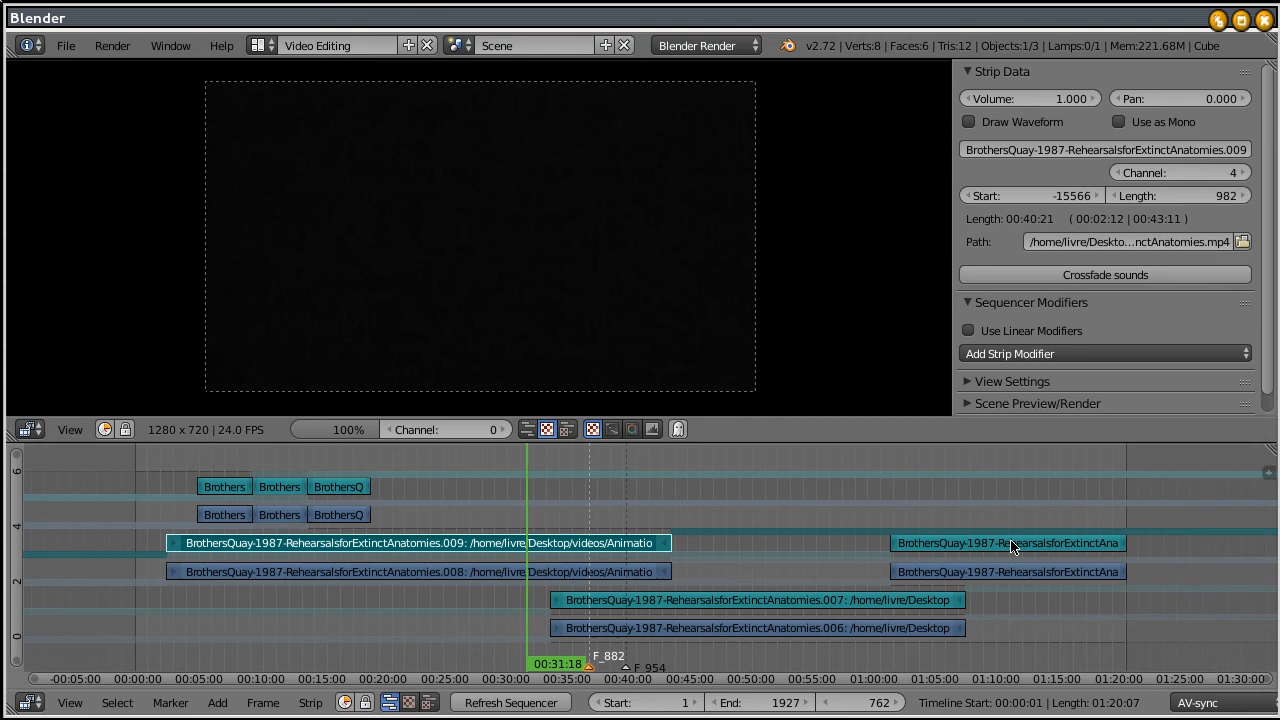 Blender
File Render Window Help Video Editing Scene Blender Render v2.72 | Verts:8 | Faces:6 | Tris:12 | Objects:1/3 | Lamps:0/1 | Mem:221.68M | Cube
Strip Data
Volume: 1.000 Pan: 0.000
Draw Waveform Use as Mono
BrothersQuay-1987-RehearsalsforExtinctAnatomies.009
Channel: 4
Start: -15566 Length: 982
Length: 00:40:21 ( 00:02:12 | 00:43:11 )
Path: /home/livre/Deskto...nctAnatomies.mp4
Crossfade sounds
Sequencer Modifiers
Use Linear Modifiers
Add Strip Modifier
View Settings
Scene Preview/Render
View 1280 x 720 | 24.0 FPS 100% Channel: 0
6
Brothers Brothers BrothersQ
Brothers Brothers BrothersQ
4
BrothersQuay-1987-RehearsalsforExtinctAnatomies.009: /home/livre/Desktop/videos/Animatio BrothersQuay-1987-RehearsalsforExtinctAna
BrothersQuay-1987-RehearsalsforExtinctAnatomies.008: /home/livre/Desktop/videos/Animatio BrothersQuay-1987-RehearsalsforExtinctAna
2
BrothersQuay-1987-RehearsalsforExtinctAnatomies.007: /home/livre/Desktop
BrothersQuay-1987-RehearsalsforExtinctAnatomies.006: /home/livre/Desktop
0
F_882
00:31:18 F_954
-00:05:00 00:00:00 00:05:00 00:10:00 00:15:00 00:20:00 00:25:00 00:30:00 00:35:00 00:40:00 00:45:00 00:50:00 00:55:00 01:00:00 01:05:00 01:10:00 01:15:00 01:20:00 01:25:00 01:30:00
View Select Marker Add Frame Strip Refresh Sequencer Start: 1 End: 1927 762 Timeline Start: 00:00:01 | Length: 01:20:07 AV-sync